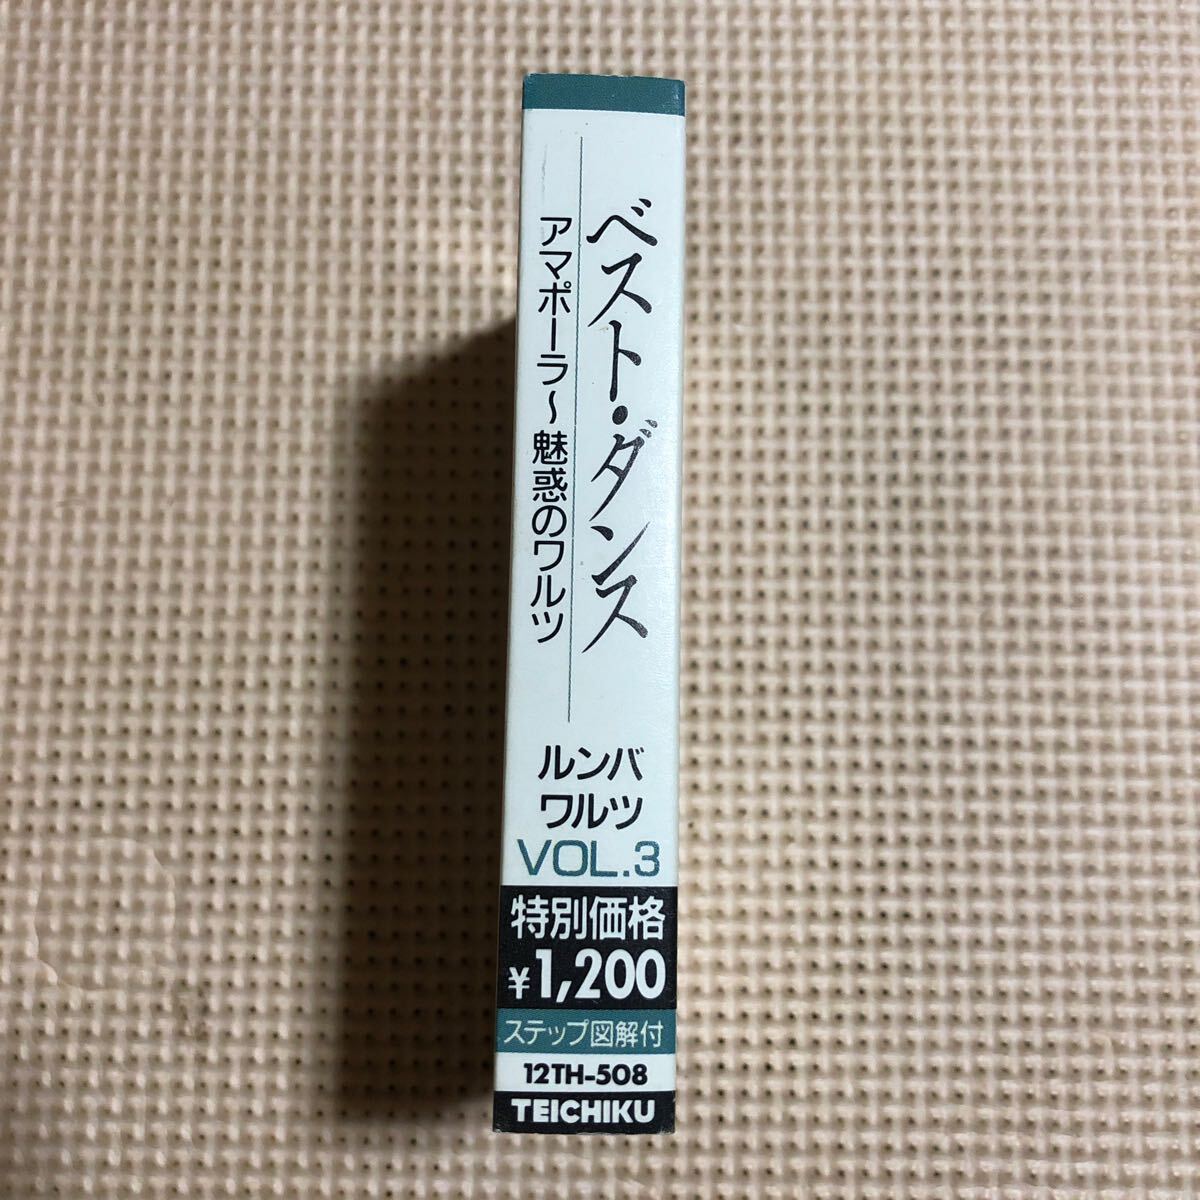 ベスト・ダンス
アマポーラ〜魅惑のワルツ
ルンバ
ワルツ
VOL.3
特別価格
¥1,200
ステップ図解付
12TH-508
TEICHIKU